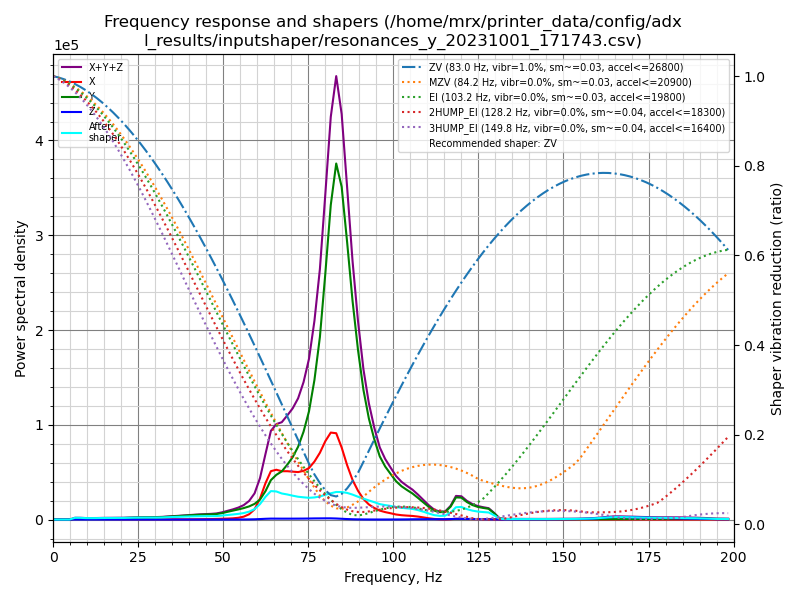 Frequency response and shapers (/home/mrx/printer_data/config/adx
l_results/inputshaper/resonances_y_20231001_171743.csv)
1e5
X+Y+Z
X
Y
Z
After
shaper
ZV (83.0 Hz, vibr=1.0%, sm~=0.03, accel<=26800)
MZV (84.2 Hz, vibr=0.0%, sm~=0.03, accel<=20900)
EI (103.2 Hz, vibr=0.0%, sm~=0.03, accel<=19800)
2HUMP_EI (128.2 Hz, vibr=0.0%, sm~=0.04, accel<=18300)
3HUMP_EI (149.8 Hz, vibr=0.0%, sm~=0.04, accel<=16400)
Recommended shaper: ZV
Power spectral density
4
3
2
1
0
1.0
0.8
0.6
0.4
0.2
0.0
Shaper vibration reduction (ratio)
0 25 50 75 100 125 150 175 200
Frequency, Hz